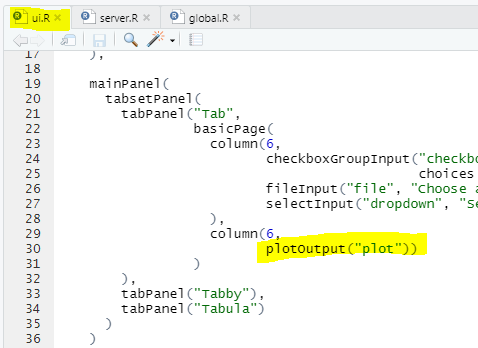 ui.R server.R global.R
17 ),
18
19 mainPanel(
20 tabsetPanel(
21 tabPanel("Tab",
22 basicPage(
23 column(6,
24 checkboxGroupInput("checkbo
25 choices
26 fileInput("file", "Choose a
27 selectInput("dropdown", "Se
28 ),
29 column(6,
30 plotOutput("plot"))
31 )
32 ),
33 tabPanel("Tabby"),
34 tabPanel("Tabula")
35 )
36 )